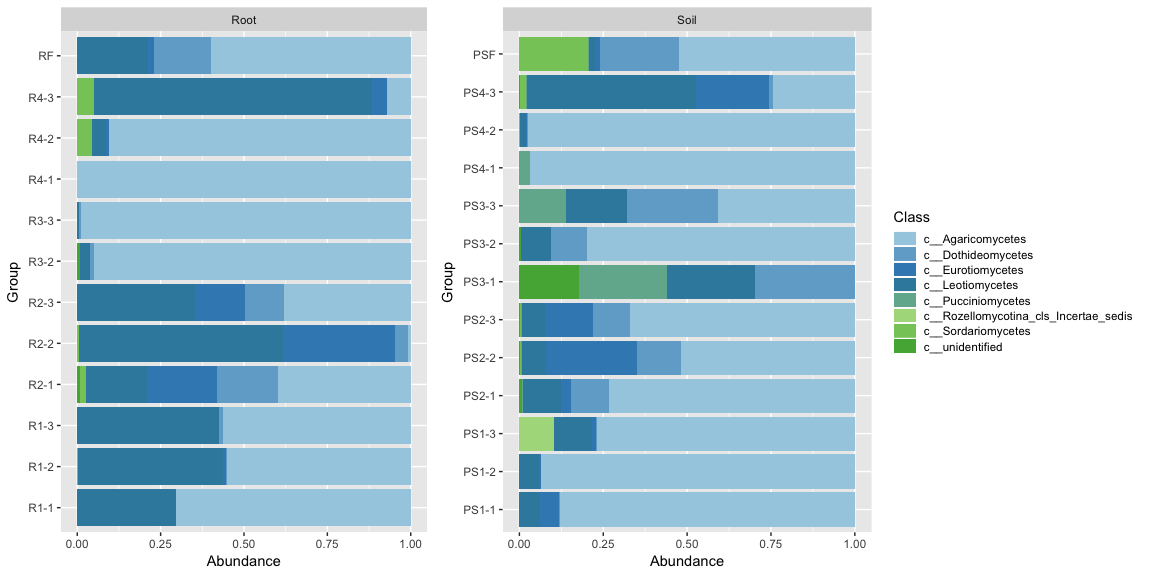 Root
Group
RF
R4-3
R4-2
R4-1
R3-3
R3-2
R2-3
R2-2
R2-1
R1-3
R1-2
R1-1
0.00 0.25 0.50 0.75 1.00
Abundance
Soil
Group
PSF
PS4-3
PS4-2
PS4-1
PS3-3
PS3-2
PS3-1
PS2-3
PS2-2
PS2-1
PS1-3
PS1-2
PS1-1
0.00 0.25 0.50 0.75 1.00
Abundance
Class
c__Agaricomycetes
c__Dothideomycetes
c__Eurotiomycetes
c__Leotiomycetes
c__Pucciniomycetes
c__Rozellomycotina_cls_Incertae_sedis
c__Sordariomycetes
c__unidentified